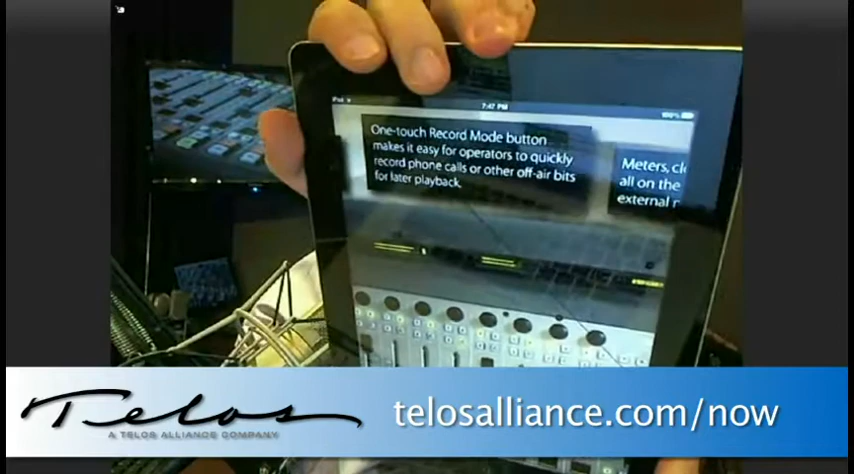 iPad
7:47 PM
100%
One-touch Record Mode button
makes it easy for operators to quickly
record phone calls or other off-air bits
for later playback.
Meters, cl
all on the
external
Telos
A TELOS ALLIANCE COMPANY
telosalliance.com/now